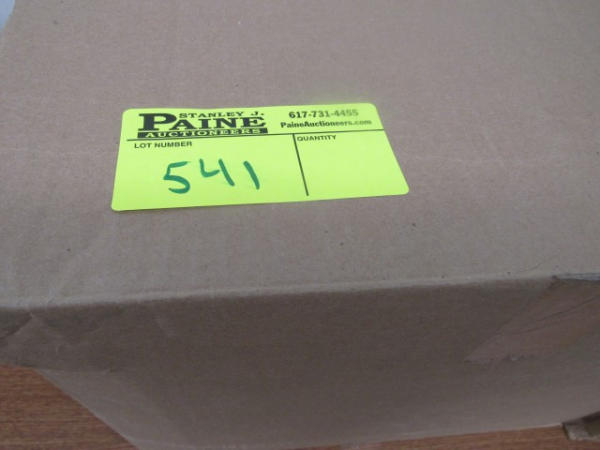 STANLEY J.
PAINE
AUCTIONEERS
617-731-4455
PaineAuctioneers.com
LOT NUMBER
QUANTITY
541